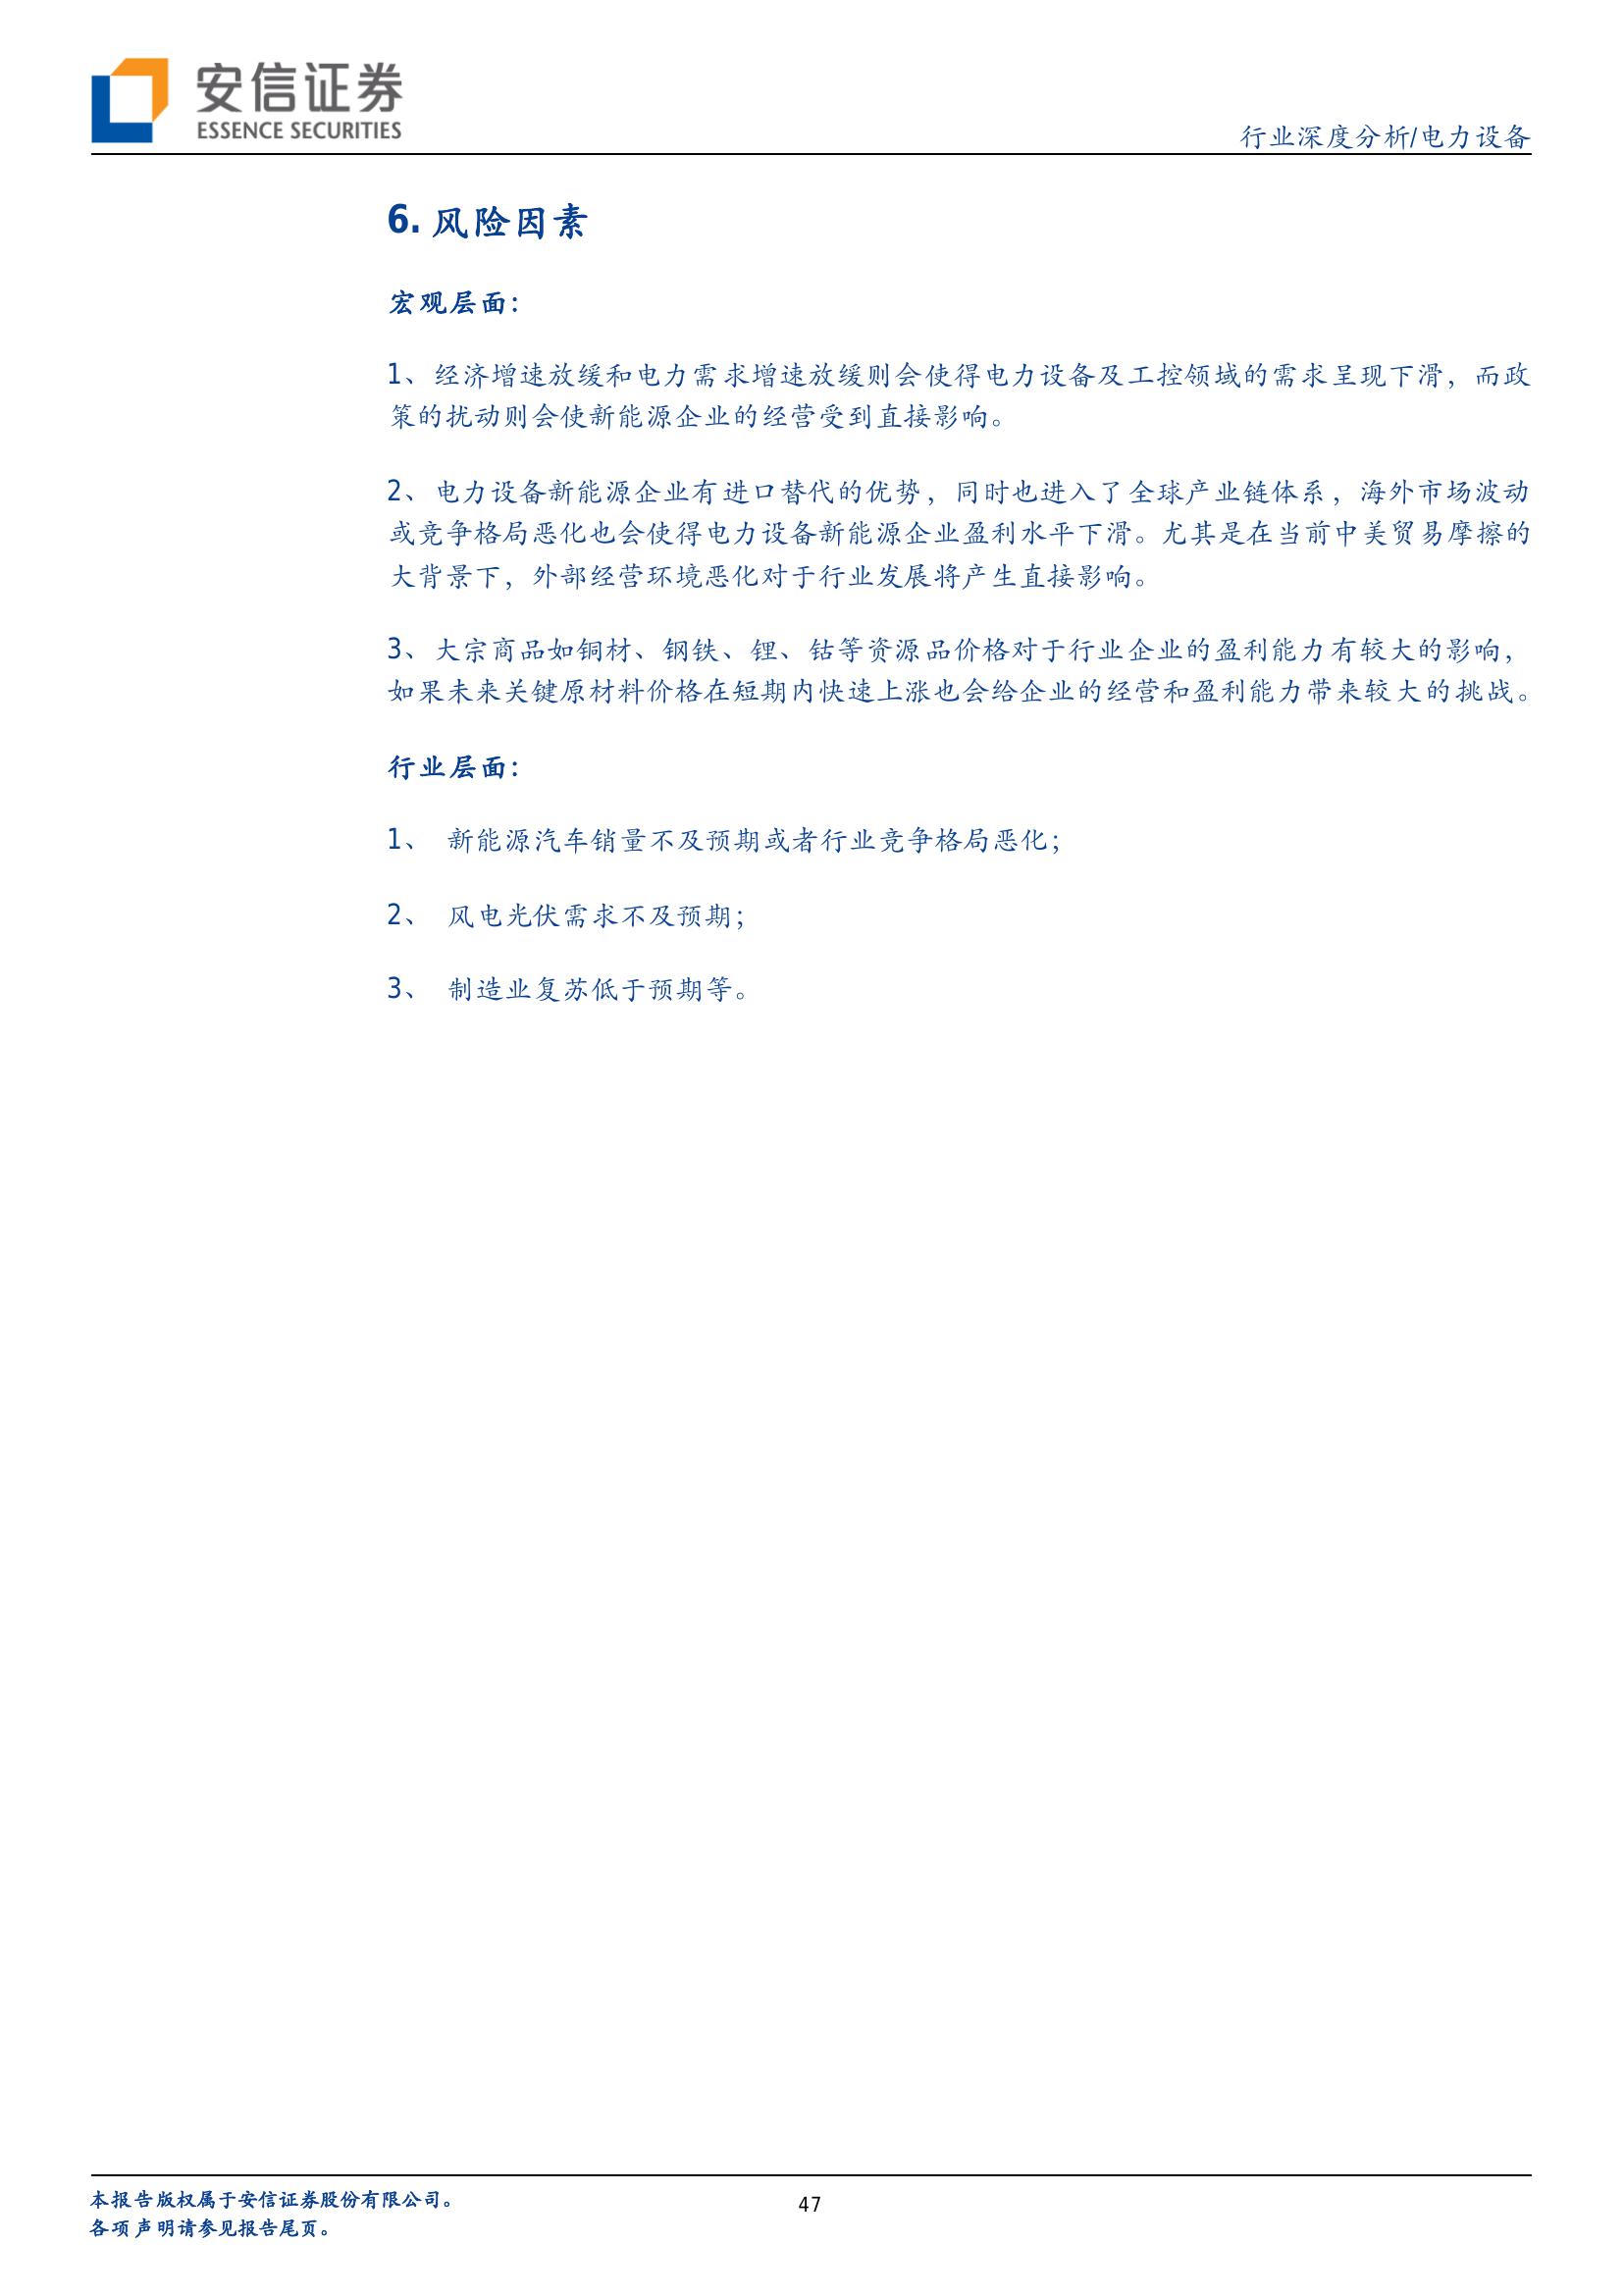 安信证券
ESSENCE SECURITIES
行业深度分析/电力设备
6. 风险因素
宏观层面：
1、经济增速放缓和电力需求增速放缓则会使得电力设备及工控领域的需求呈现下滑，而政
策的扰动则会使新能源企业的经营受到直接影响。
2、电力设备新能源企业有进口替代的优势，同时也进入了全球产业链体系，海外市场波动
或竞争格局恶化也会使得电力设备新能源企业盈利水平下滑。尤其是在当前中美贸易摩擦的
大背景下，外部经营环境恶化对于行业发展将产生直接影响。
3、大宗商品如铜材、钢铁、锂、钴等资源品价格对于行业企业的盈利能力有较大的影响，
如果未来关键原材料价格在短期内快速上涨也会给企业的经营和盈利能力带来较大的挑战。
行业层面：
1、 新能源汽车销量不及预期或者行业竞争格局恶化；
2、 风电光伏需求不及预期；
3、 制造业复苏低于预期等。
本报告版权属于安信证券股份有限公司。
47
各项声明请参见报告尾页。